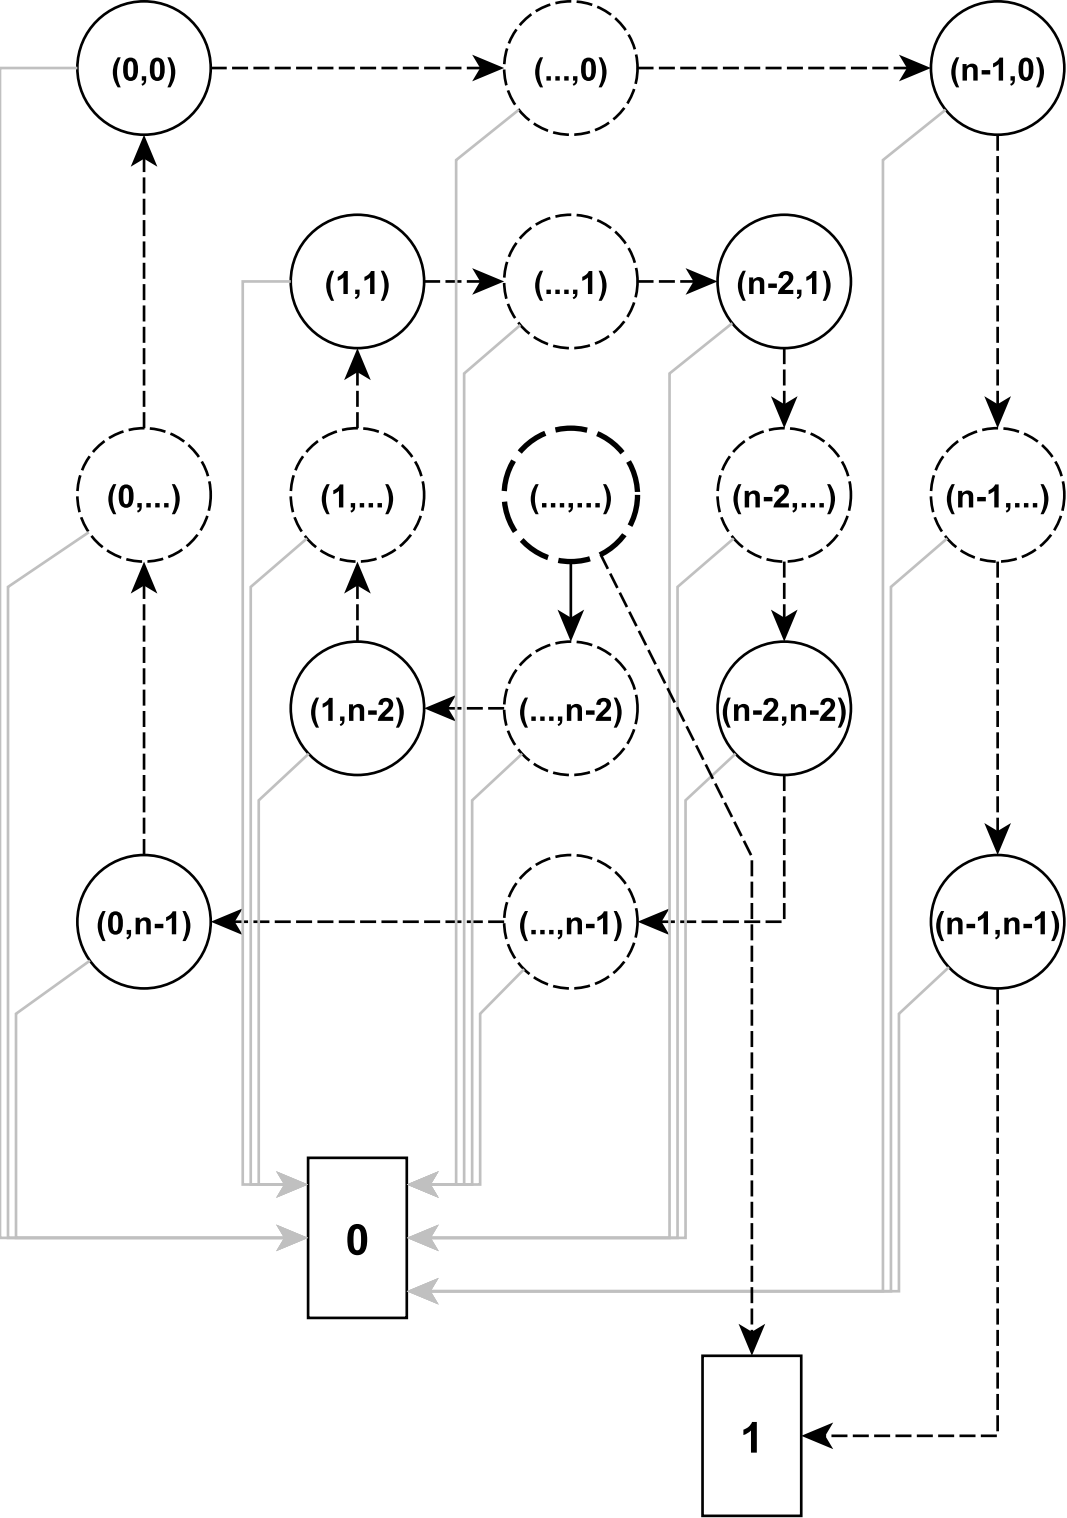 (0,0) (...,0) (n-1,0)
(1,1) (...,1) (n-2,1)
(0,...) (1,...) (...,...) (n-2,...) (n-1,...)
(1,n-2) (...,n-2) (n-2,n-2)
(0,n-1) (...,n-1) (n-1,n-1)
0
1